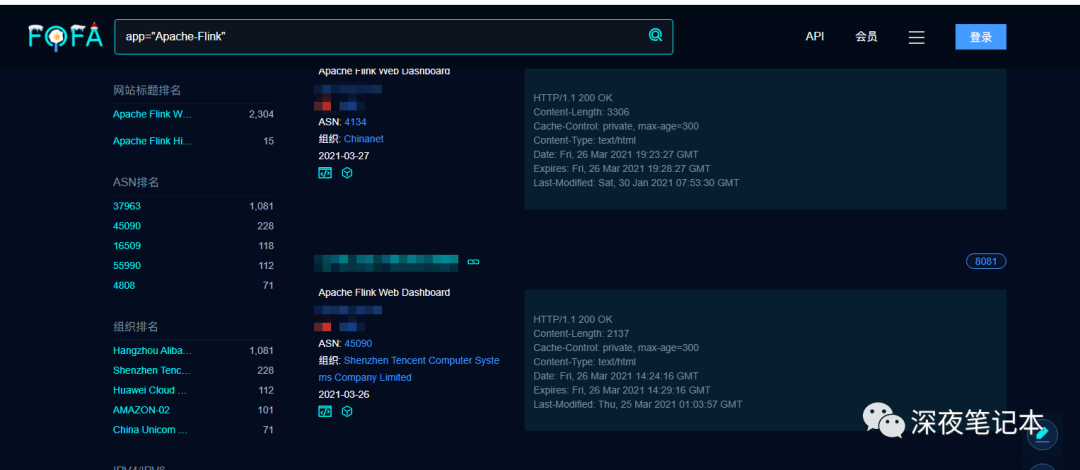 FOFA
app="Apache-Flink"
API
会员
登录
网站标题排名
Apache Flink W... 2,304
Apache Flink Hi... 15
ASN排名
37963 1,081
45090 228
16509 118
55990 112
4808 71
组织排名
Hangzhou Aliba... 1,081
Shenzhen Tenc... 228
Huawei Cloud ... 112
AMAZON-02 101
China Unicom ... 71
IPV4/IPV6
Apache Flink Web Dashboard
ASN: 4134
组织: Chinanet
2021-03-27
HTTP/1.1 200 OK
Content-Length: 3306
Cache-Control: private, max-age=300
Content-Type: text/html
Date: Fri, 26 Mar 2021 19:23:27 GMT
Expires: Fri, 26 Mar 2021 19:28:27 GMT
Last-Modified: Sat, 30 Jan 2021 07:53:30 GMT
8081
Apache Flink Web Dashboard
ASN: 45090
组织: Shenzhen Tencent Computer Syste
ms Company Limited
2021-03-26
HTTP/1.1 200 OK
Content-Length: 2137
Cache-Control: private, max-age=300
Content-Type: text/html
Date: Fri, 26 Mar 2021 14:24:16 GMT
Expires: Fri, 26 Mar 2021 14:29:16 GMT
Last-Modified: Thu, 25 Mar 2021 01:03:57 GMT
深夜笔记本